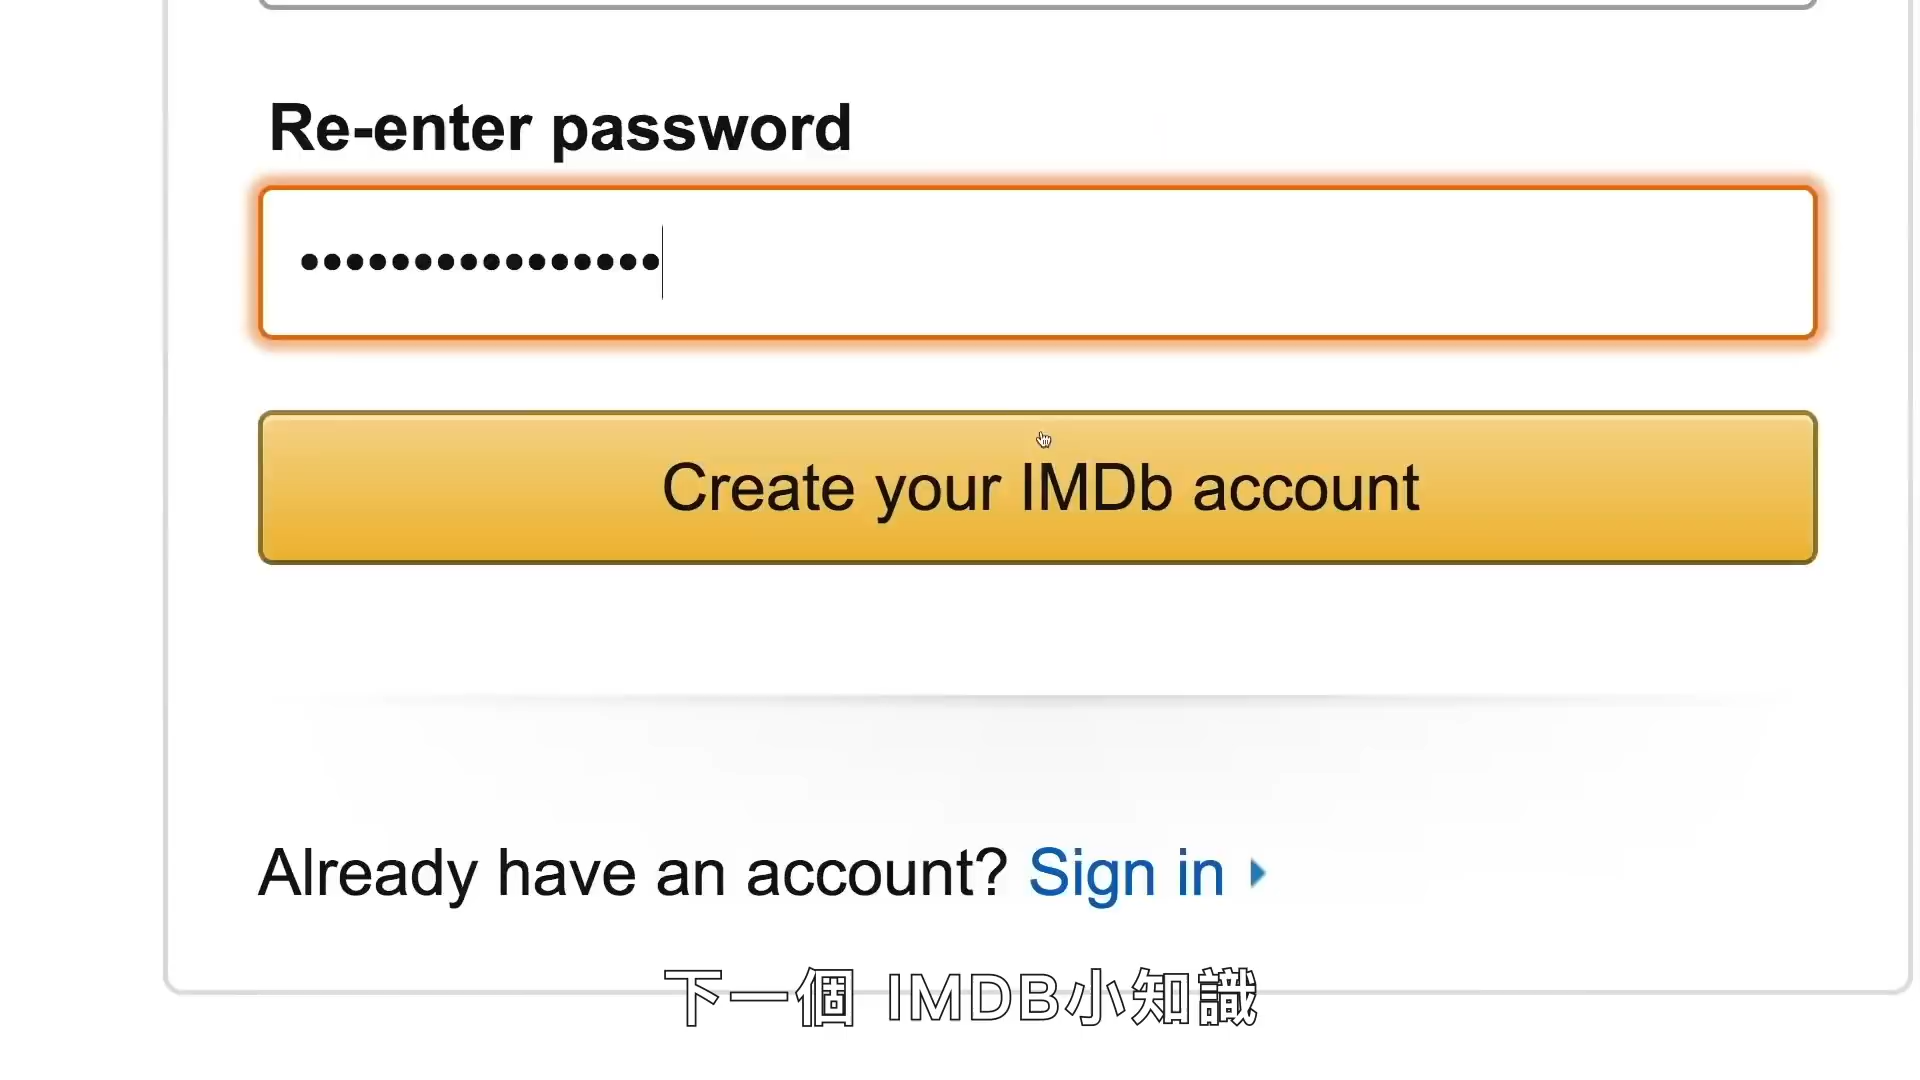 Re-enter password
••••••••••••••••
Create your IMDb account
Already have an account? Sign in
下一個 IMDB小知識